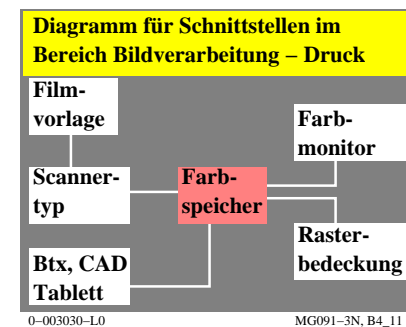 Diagramm für Schnittstellen im
Bereich Bildverarbeitung – Druck
Film-
vorlage
Farb-
monitor
Scanner-
typ
Farb-
speicher
Raster-
bedeckung
Btx, CAD
Tablett
0–003030–L0
MG091–3N, B4_11